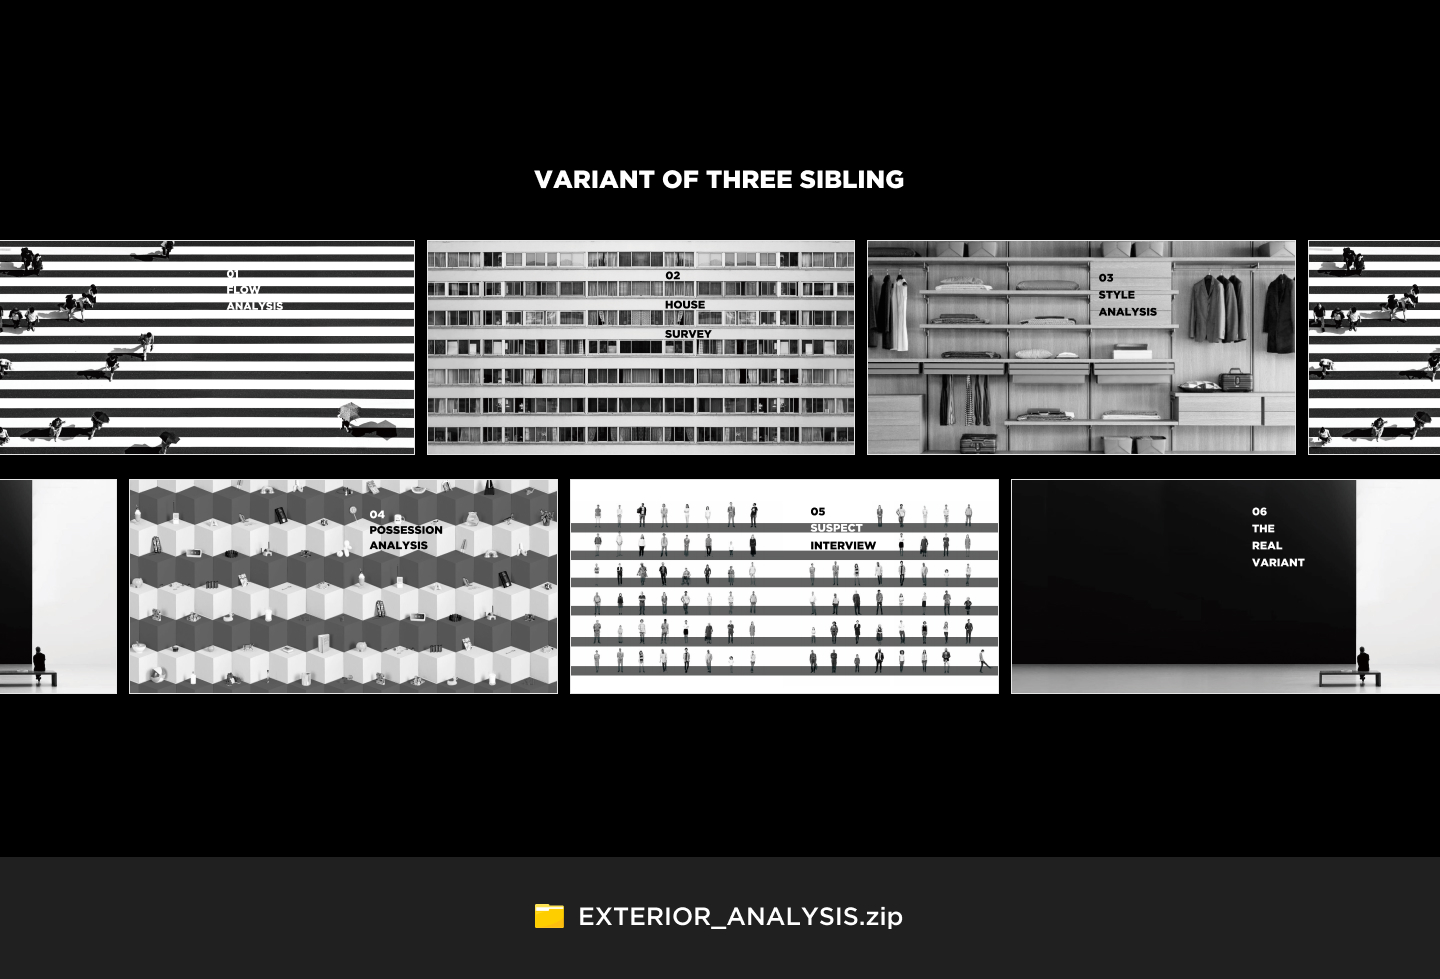 VARIANT OF THREE SIBLING
01
FLOW
ANALYSIS
02
HOUSE
SURVEY
03
STYLE
ANALYSIS
04
POSSESSION
ANALYSIS
05
SUSPECT
INTERVIEW
06
THE
REAL
VARIANT
EXTERIOR_ANALYSIS.zip